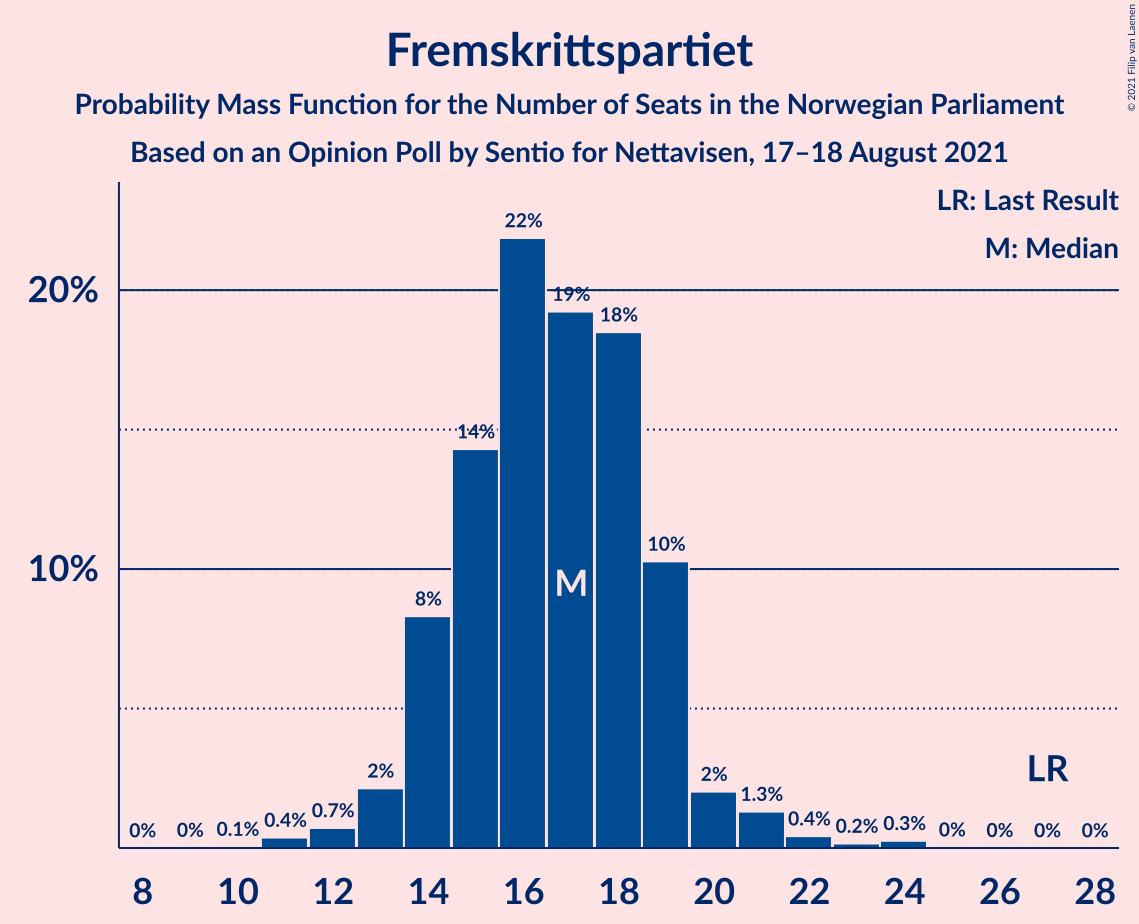 © 2021 Filip van Laenen
Fremskrittspartiet
Probability Mass Function for the Number of Seats in the Norwegian Parliament
Based on an Opinion Poll by Sentio for Nettavisen, 17–18 August 2021
LR: Last Result
M: Median
22%
20%
19%
18%
14%
10%
10%
M
8%
LR
2%
2%
1.3%
0% 0% 0.1% 0.4% 0.7% 0.4% 0.2% 0.3% 0% 0% 0% 0%
8 10 12 14 16 18 20 22 24 26 28